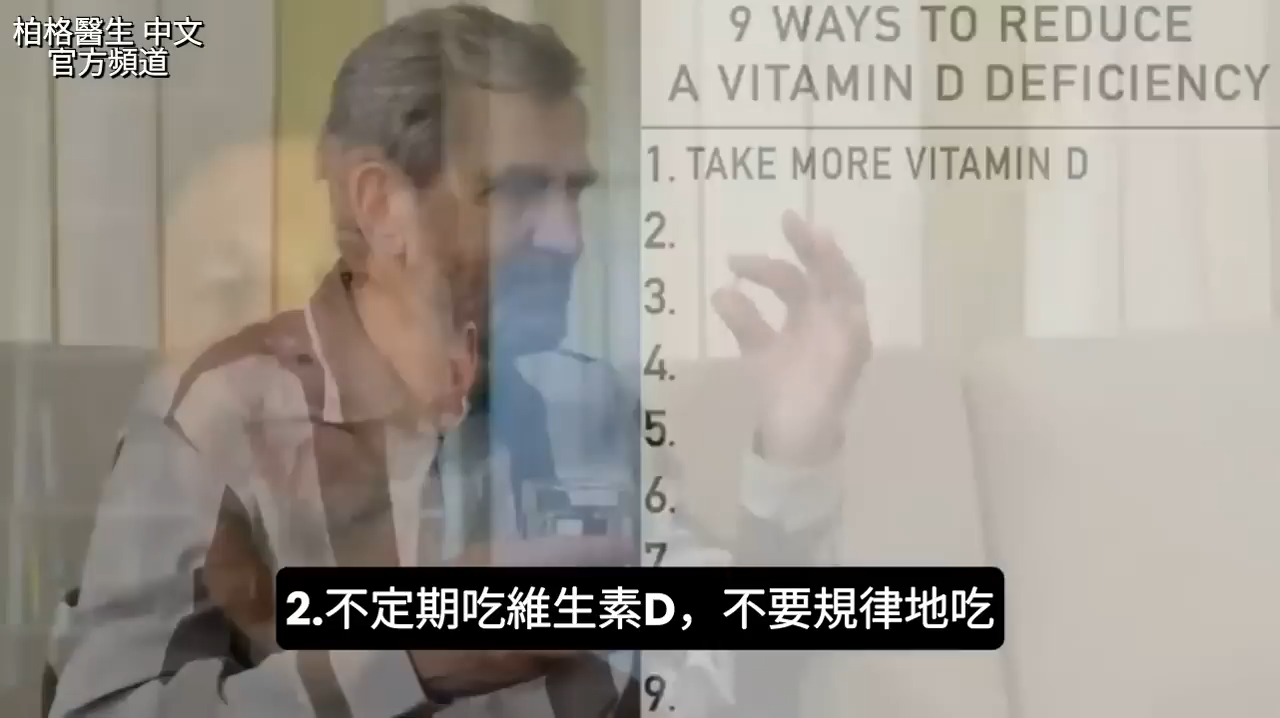 柏格醫生 中文
官方頻道
9 WAYS TO REDUCE
A VITAMIN D DEFICIENCY
1. TAKE MORE VITAMIN D
2.
3.
4.
5.
6.
7
2.不定期吃維生素D，不要規律地吃
9.